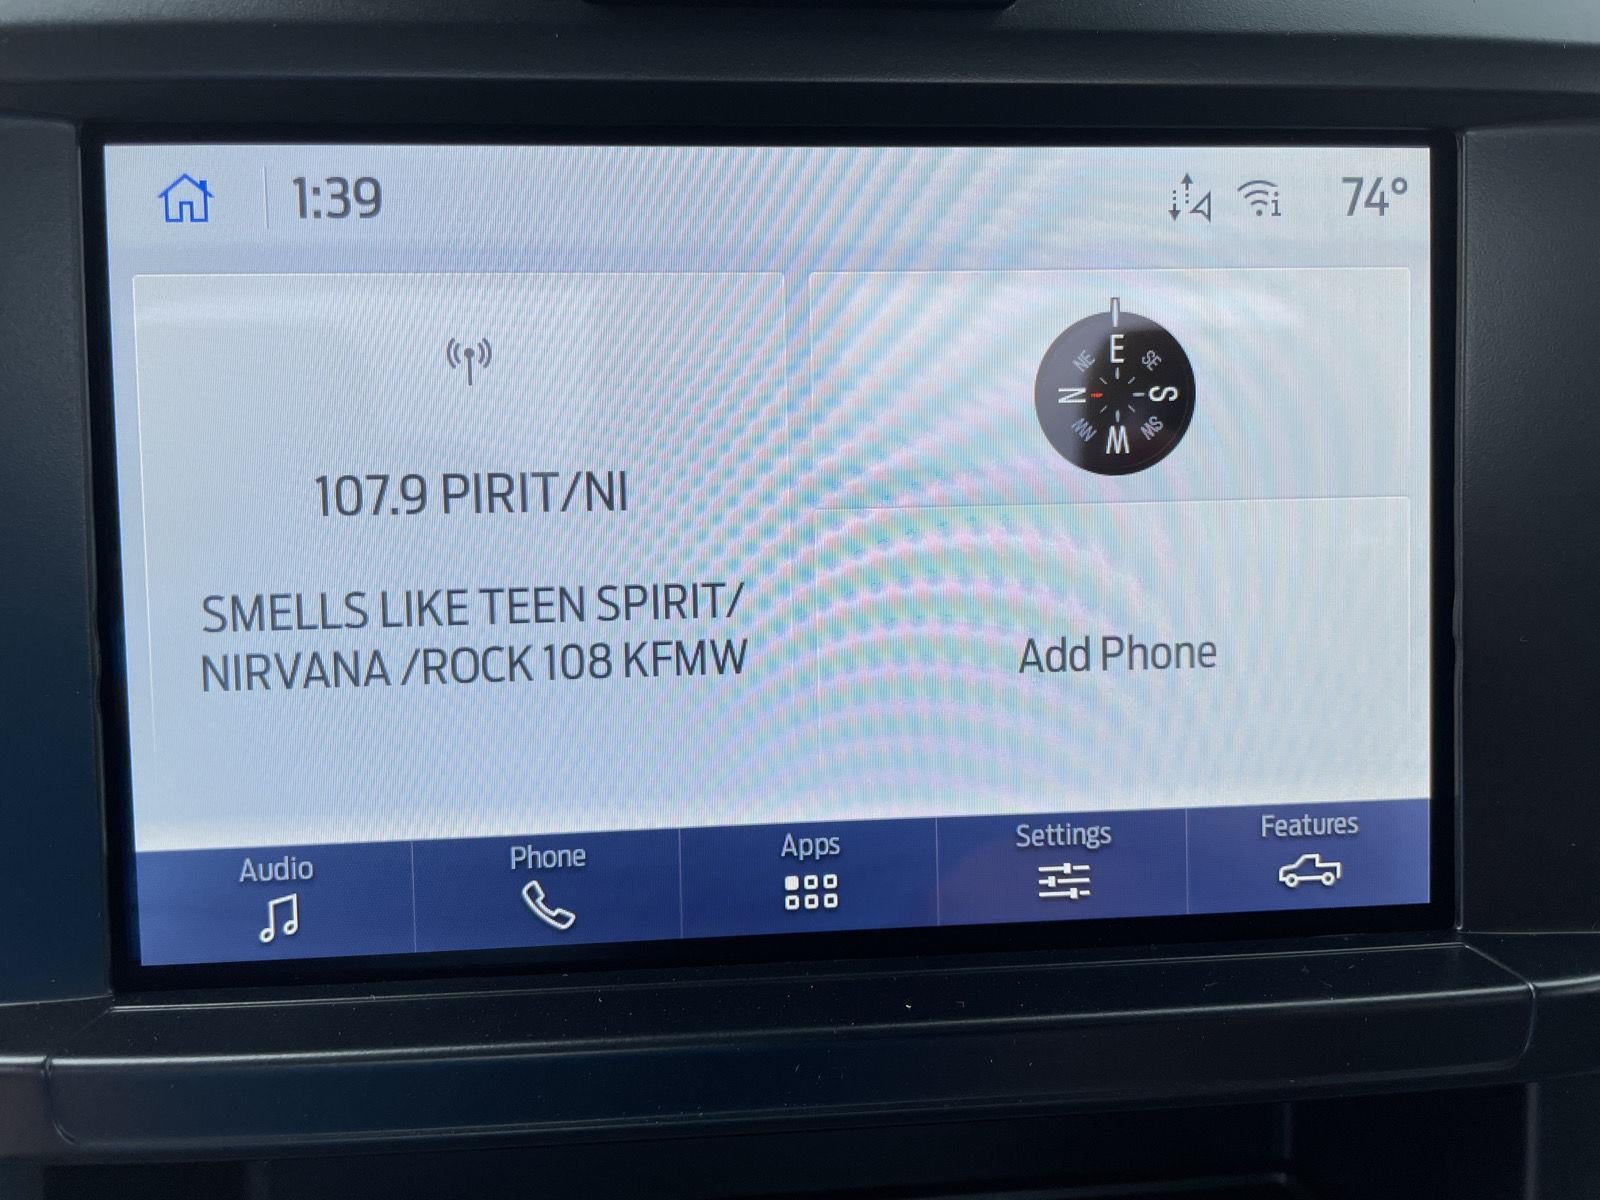 1:39
74°
107.9 PIRIT/NI
SMELLS LIKE TEEN SPIRIT/
NIRVANA /ROCK 108 KFMW
E
NE
SE
N
S
NW
SW
W
Add Phone
Audio
Phone
Apps
Settings
Features